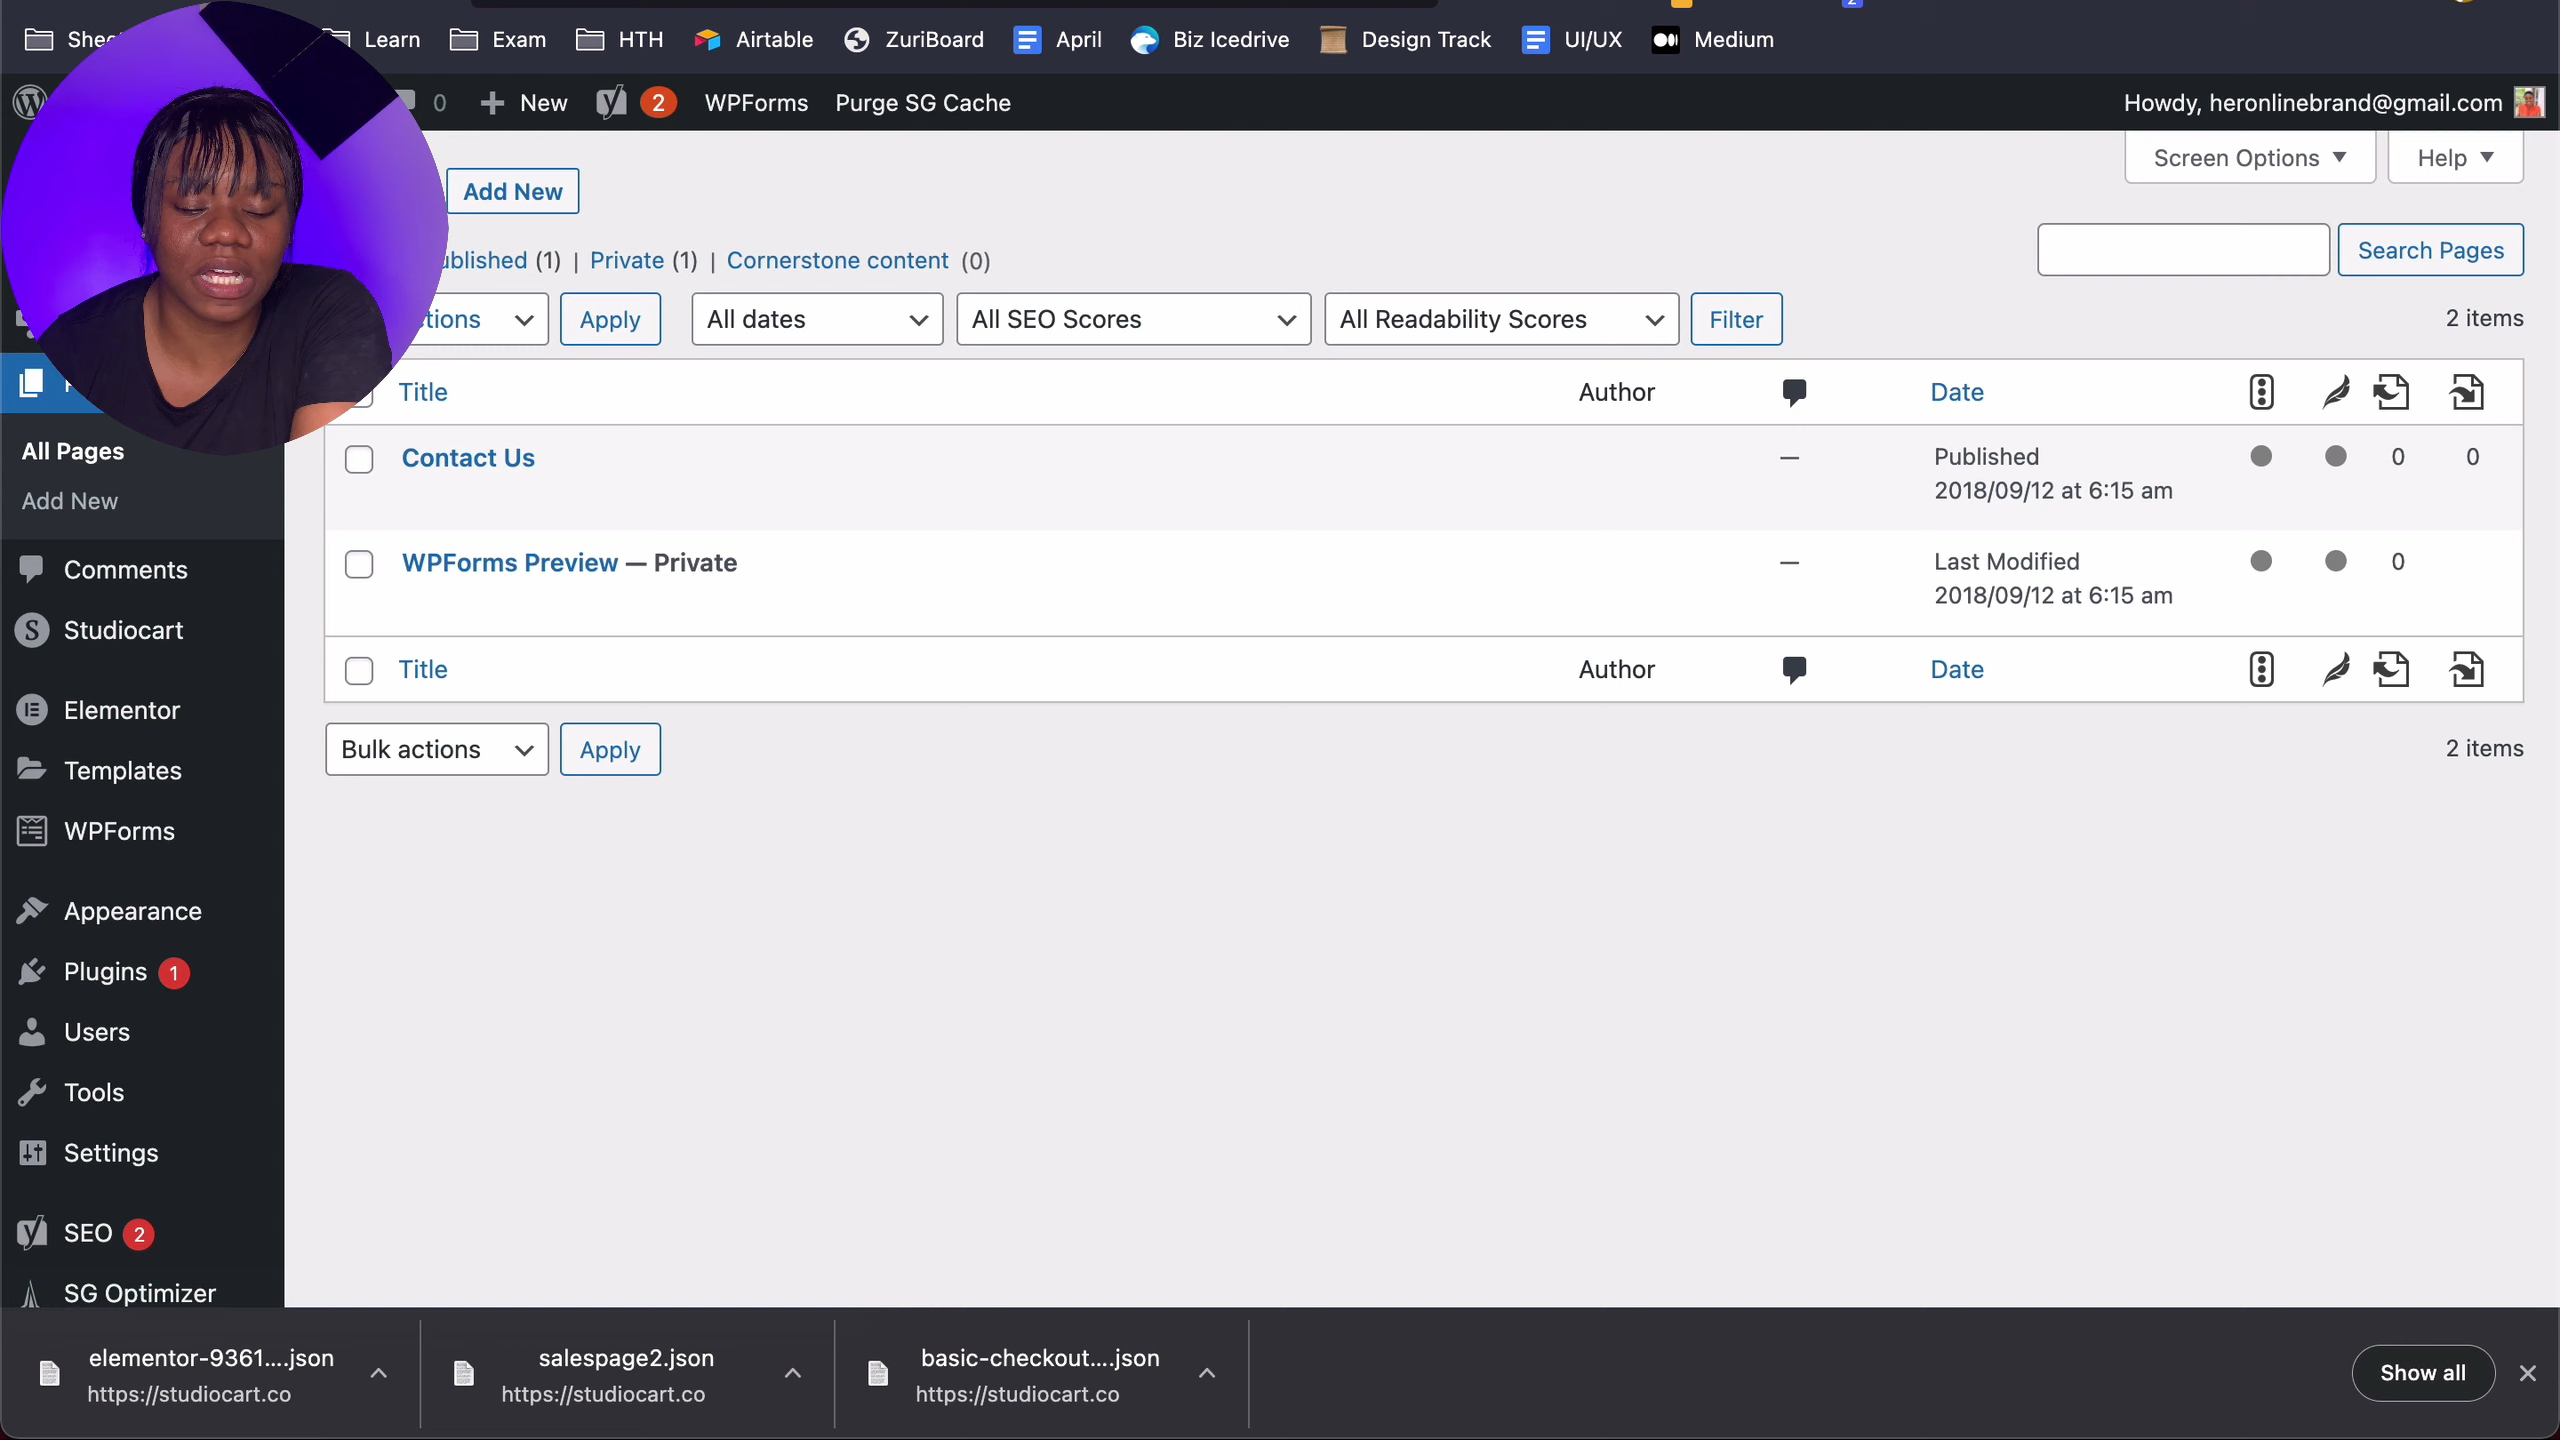 Learn Exam HTH Airtable ZuriBoard April Biz Icedrive Design Track UI/UX Medium
0 New 2 WPForms Purge SG Cache Howdy, heronlinebrand@gmail.com
Screen Options Help
Add New
Private (1) | Cornerstone content (0)
Search Pages
Apply All dates All SEO Scores All Readability Scores Filter 2 items
Title Author Date
All Pages
Add New
Comments
Studiocart
Elementor
Templates
WPForms
Appearance
Plugins 1
Users
Tools
Settings
SEO 2
SG Optimizer
Contact Us — Published 0 0
2018/09/12 at 6:15 am
WPForms Preview — Private — Last Modified 0
2018/09/12 at 6:15 am
Title Author Date
Bulk actions Apply 2 items
elementor-9361....json
https://studiocart.co
salespage2.json
https://studiocart.co
basic-checkout....json
https://studiocart.co
Show all